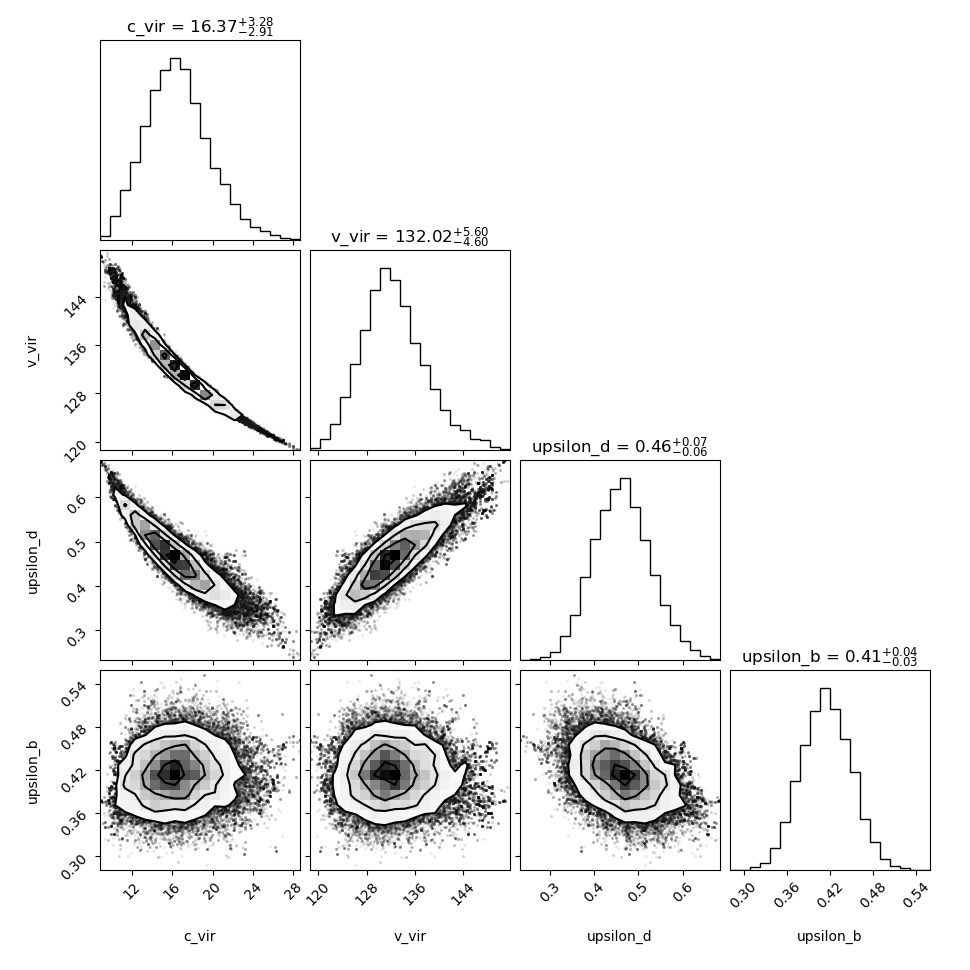 c_vir = 16.37+3.28−2.91
v_vir = 132.02+5.60−4.60
144
136
128
120
v_vir
upsilon_d = 0.46+0.07−0.06
0.6
0.5
0.4
0.3
upsilon_d
upsilon_b = 0.41+0.04−0.03
0.54
0.48
0.42
0.36
0.30
upsilon_b
12 16 20 24 28
120 128 136 144
0.3 0.4 0.5 0.6
0.30 0.36 0.42 0.48 0.54
c_vir
v_vir
upsilon_d
upsilon_b